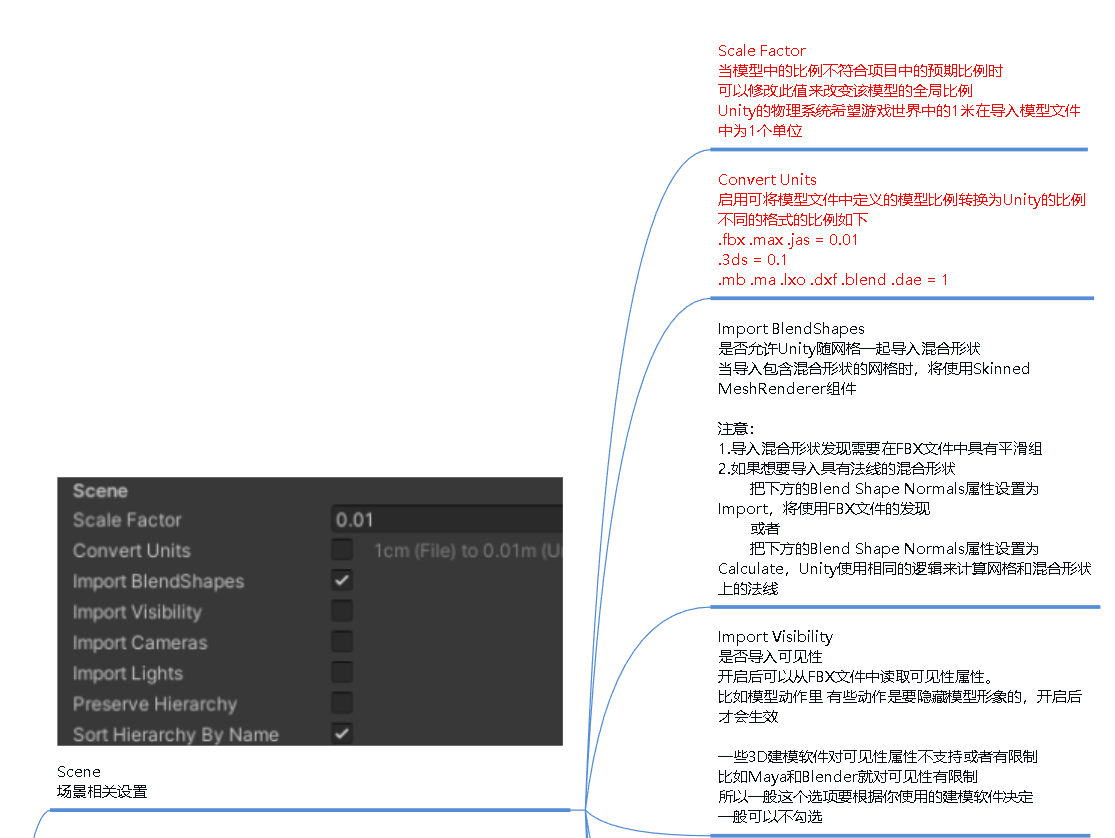 Scale Factor
当模型中的比例不符合项目中的预期比例时
可以修改此值来改变该模型的全局比例
Unity的物理系统希望游戏世界中的1米在导入模型文件
中为1个单位
Convert Units
启用可将模型文件中定义的模型比例转换为Unity的比例
不同的格式的比例如下
.fbx .max .jas = 0.01
.3ds = 0.1
.mb .ma .lxo .dxf .blend .dae = 1
Import BlendShapes
是否允许Unity随网格一起导入混合形状
当导入包含混合形状的网格时，将使用Skinned
MeshRenderer组件
注意：
1.导入混合形状发现需要在FBX文件中具有平滑组
2.如果想要导入具有法线的混合形状
把下方的Blend Shape Normals属性设置为
Import，将使用FBX文件的发现
或者
把下方的Blend Shape Normals属性设置为
Calculate，Unity使用相同的逻辑来计算网格和混合形状
上的法线
Import Visibility
是否导入可见性
开启后可以从FBX文件中读取可见性属性。
比如模型动作里 有些动作是要隐藏模型形象的，开启后
才会生效
一些3D建模软件对可见性属性不支持或者有限制
比如Maya和Blender就对可见性有限制
所以一般这个选项要根据你使用的建模软件决定
一般可以不勾选
Scene
Scale Factor 0.01
Convert Units 1cm (File) to 0.01m (U
Import BlendShapes
Import Visibility
Import Cameras
Import Lights
Preserve Hierarchy
Sort Hierarchy By Name
Scene
场景相关设置